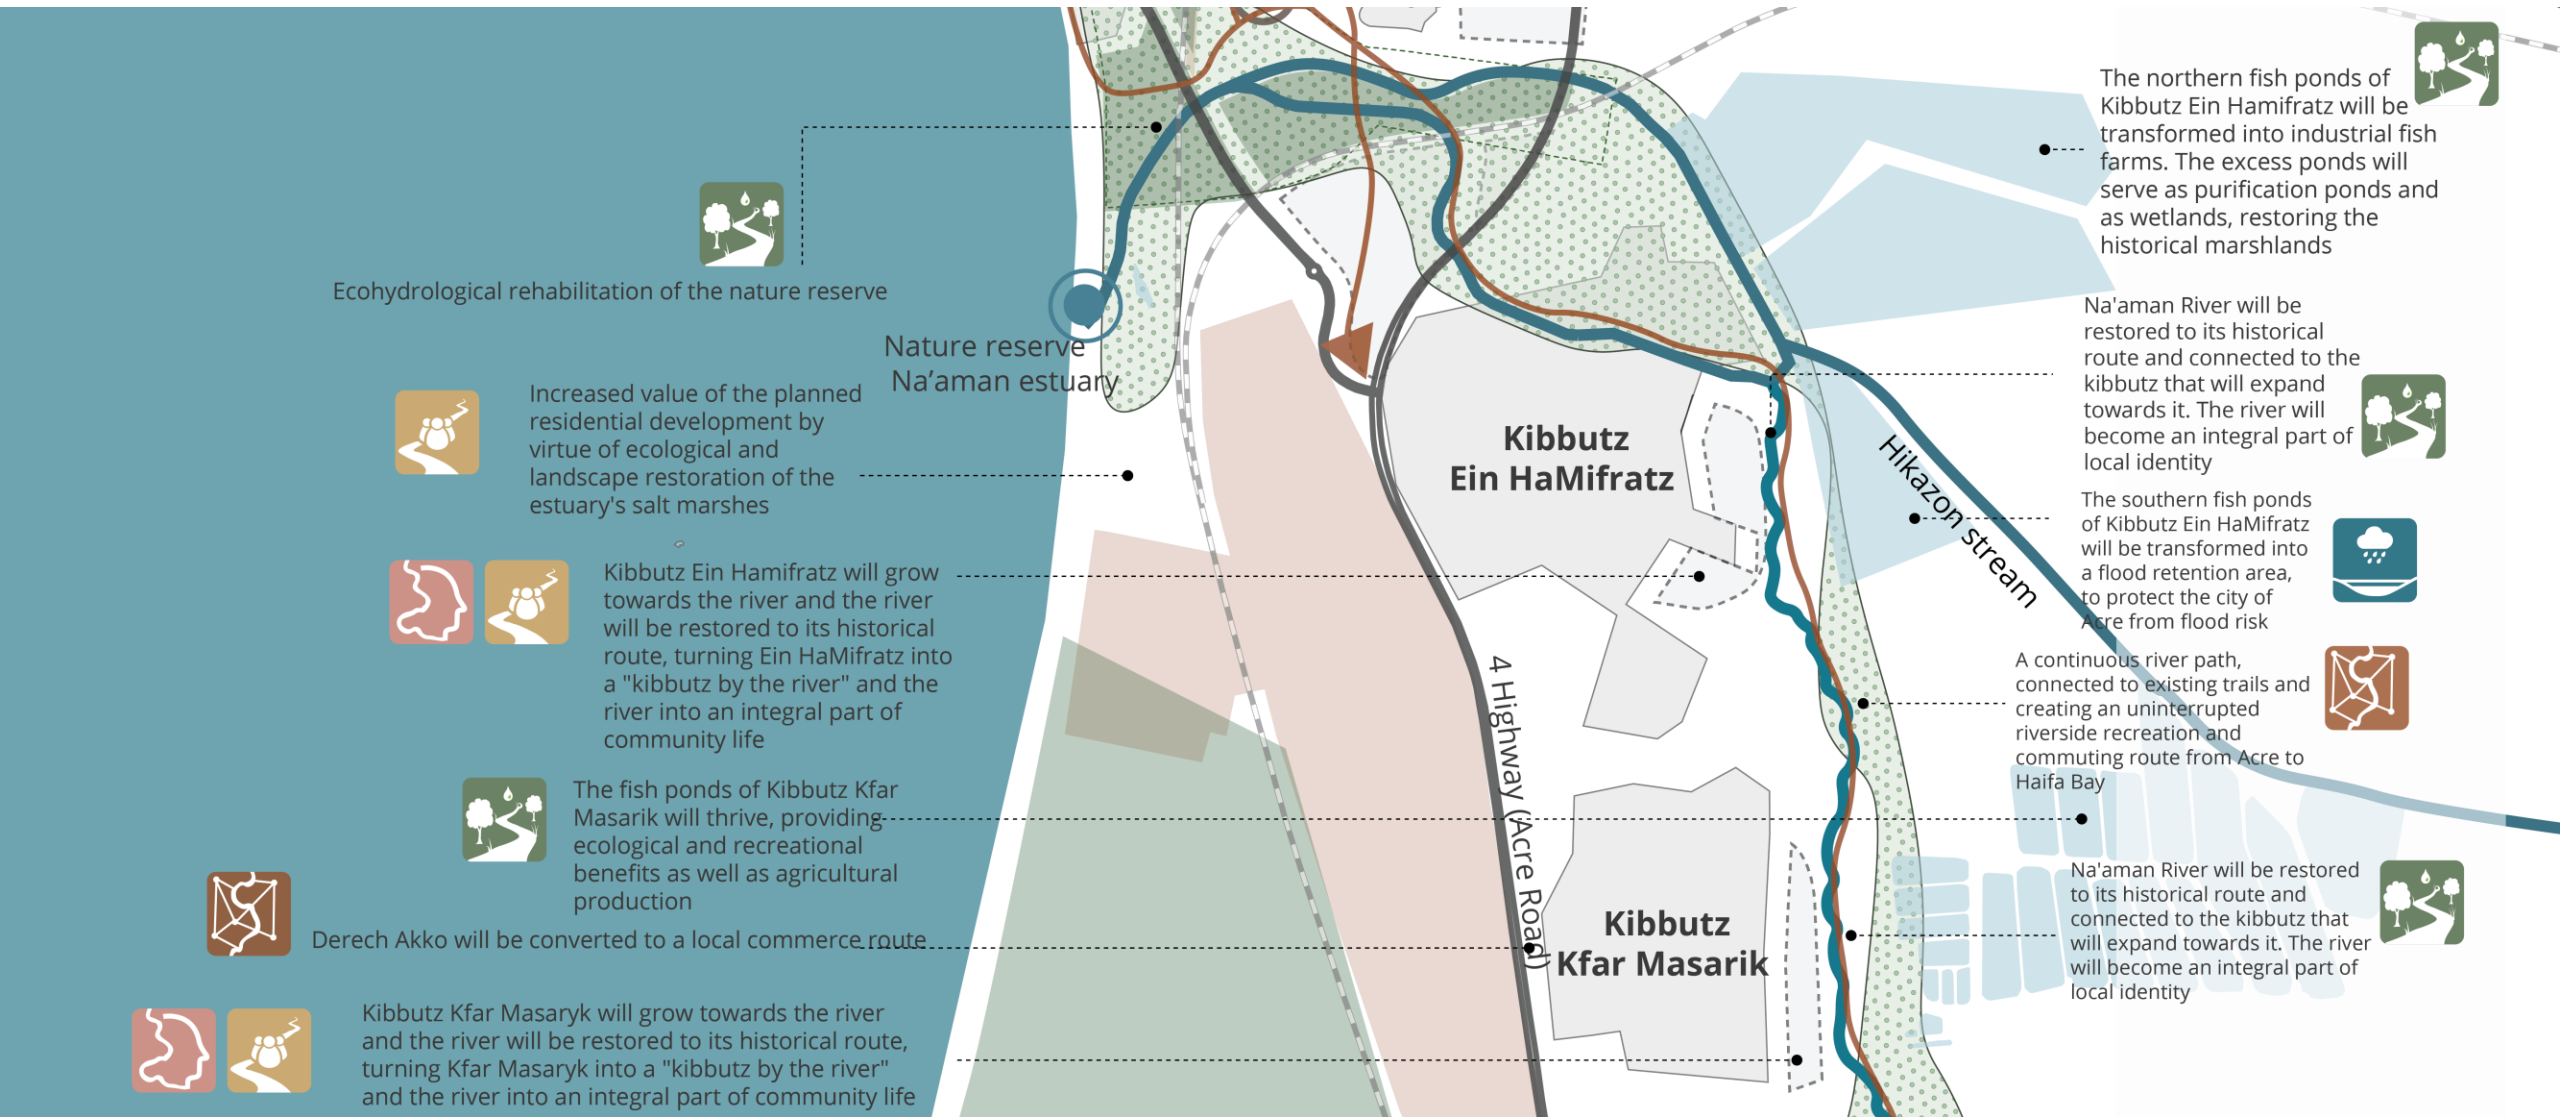 Ecohydrological rehabilitation of the nature reserve
Nature reserve
Na’aman estuary
Increased value of the planned
residential development by
virtue of ecological and
landscape restoration of the
estuary's salt marshes
Kibbutz Ein Hamifratz will grow
towards the river and the river
will be restored to its historical
route, turning Ein HaMifratz into
a "kibbutz by the river" and the
river into an integral part of
community life
The fish ponds of Kibbutz Kfar
Masarik will thrive, providing
ecological and recreational
benefits as well as agricultural
production
Derech Akko will be converted to a local commerce route
Kibbutz Kfar Masaryk will grow towards the river
and the river will be restored to its historical route,
turning Kfar Masaryk into a "kibbutz by the river"
and the river into an integral part of community life
Kibbutz
Ein HaMifratz
4 Highway (Acre Road)
Kibbutz
Kfar Masarik
Hikazon stream
The northern fish ponds of
Kibbutz Ein Hamifratz will be
transformed into industrial fish
farms. The excess ponds will
serve as purification ponds and
as wetlands, restoring the
historical marshlands
Na'aman River will be
restored to its historical
route and connected to the
kibbutz that will expand
towards it. The river will
become an integral part of
local identity
The southern fish ponds
of Kibbutz Ein HaMifratz
will be transformed into
a flood retention area,
to protect the city of
Acre from flood risk
A continuous river path,
connected to existing trails and
creating an uninterrupted
riverside recreation and
commuting route from Acre to
Haifa Bay
Na'aman River will be restored
to its historical route and
connected to the kibbutz that
will expand towards it. The river
will become an integral part of
local identity